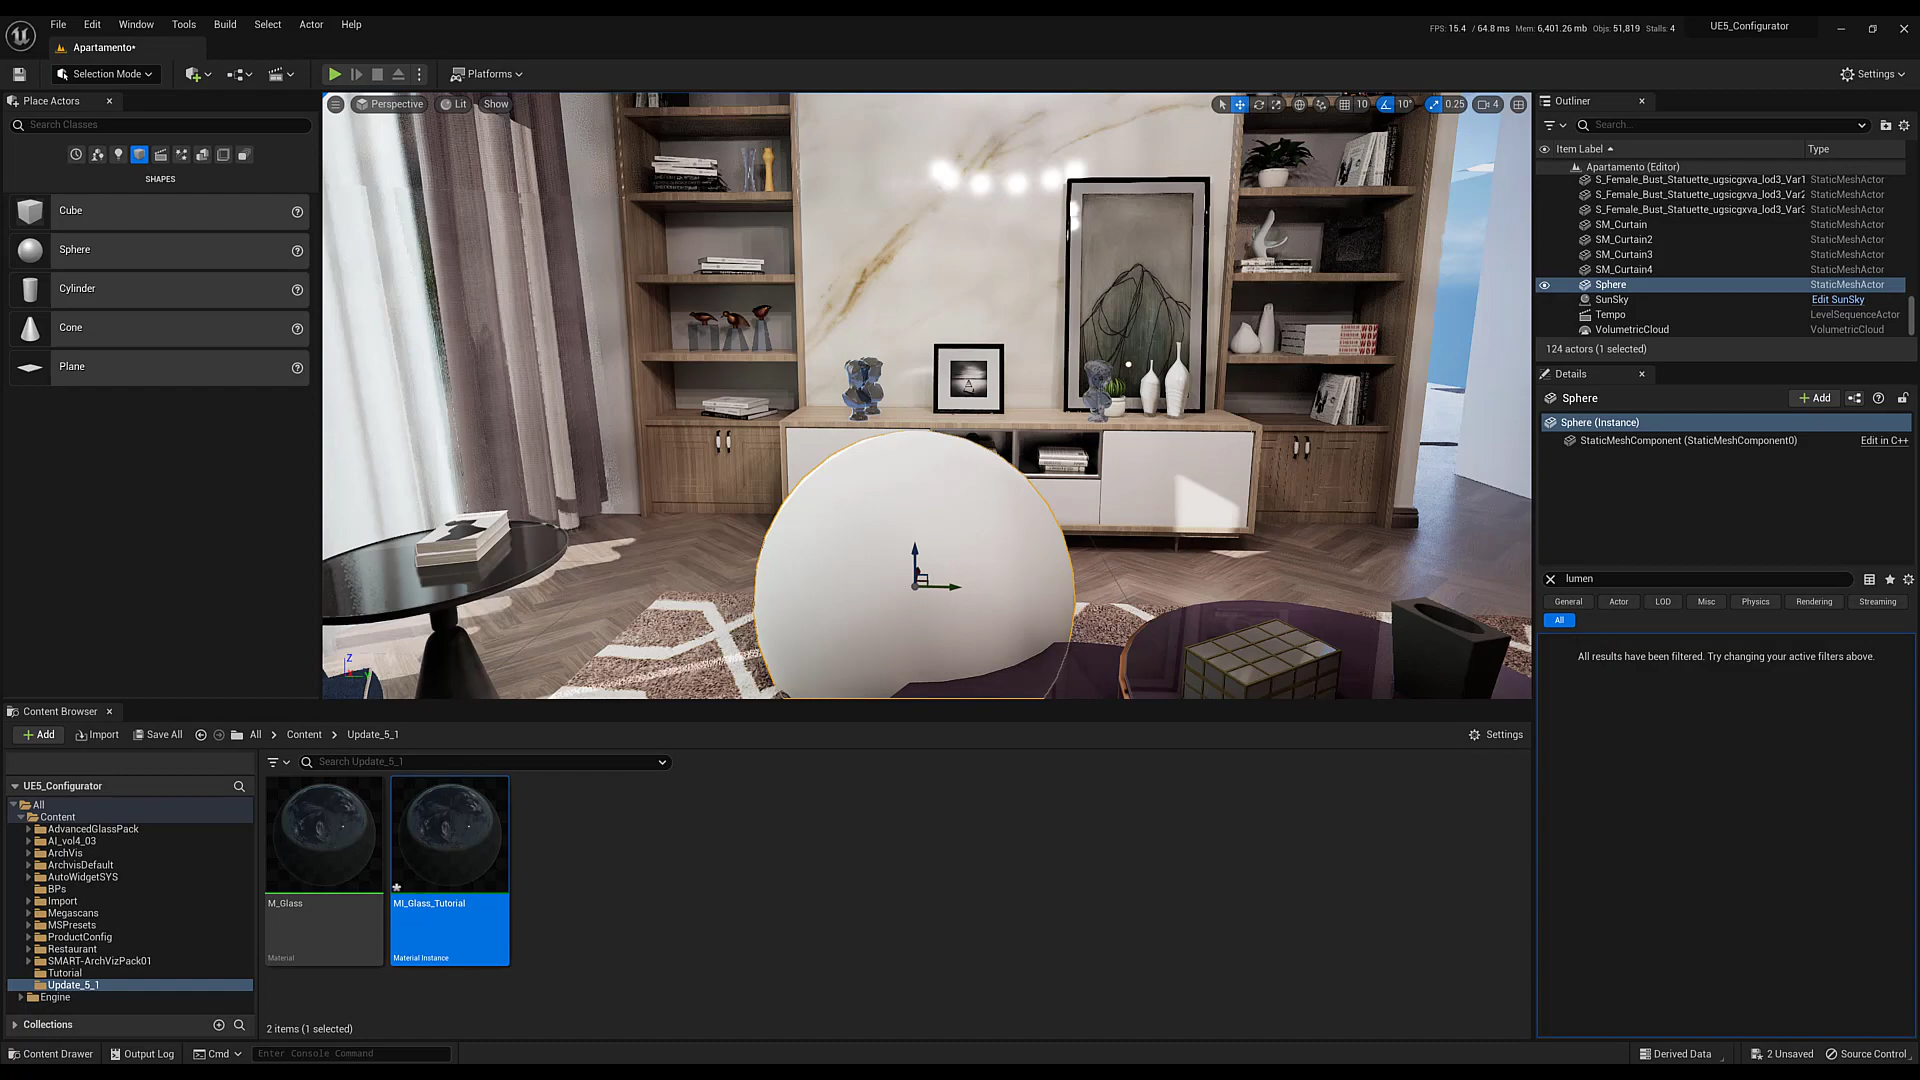 File Edit Window Tools Build Select Actor Help
FPS: 15.4 / 64.8 ms Mem: 6,401.26 mb Objs: 51,819 Stalls: 4
UE5_Configurator
Apartamento*
Selection Mode
Platforms
Settings
Place Actors
Search Classes
SHAPES
Cube
Sphere
Cylinder
Cone
Plane
Perspective Lit Show
10 10° 0.25 4
Z
Outliner
Search...
Item Label Type
Apartamento (Editor)
S_Female_Bust_Statuette_ugsicgxva_lod3_Var1 StaticMeshActor
S_Female_Bust_Statuette_ugsicgxva_lod3_Var2 StaticMeshActor
S_Female_Bust_Statuette_ugsicgxva_lod3_Var3 StaticMeshActor
SM_Curtain StaticMeshActor
SM_Curtain2 StaticMeshActor
SM_Curtain3 StaticMeshActor
SM_Curtain4 StaticMeshActor
Sphere StaticMeshActor
SunSky Edit SunSky
Tempo LevelSequenceActor
VolumetricCloud VolumetricCloud
124 actors (1 selected)
Details
Sphere
Add
Sphere (Instance)
StaticMeshComponent (StaticMeshComponent0) Edit in C++
lumen
General Actor LOD Misc Physics Rendering Streaming
All
All results have been filtered. Try changing your active filters above.
Content Browser
Add Import Save All All Content Update_5_1
Settings
Search Update_5_1
UE5_Configurator
All
Content
AdvancedGlassPack
AI_vol4_03
ArchVis
ArchvisDefault
AutoWidgetSYS
BPs
Import
Megascans
MSPresets
ProductConfig
Restaurant
SMART-ArchVizPack01
Tutorial
Update_5_1
Engine
Collections
M_Glass
Material
MI_Glass_Tutorial
Material Instance
2 items (1 selected)
Content Drawer Output Log Cmd Enter Console Command
Derived Data 2 Unsaved Source Control